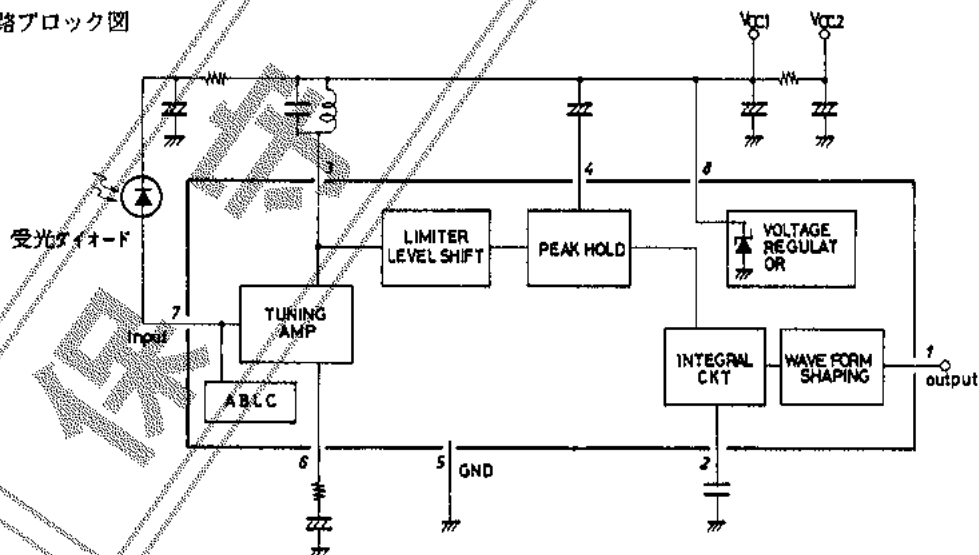 路ブロック図
VCC1
VCC2
3
4
8
受光ダイオード
LIMITER
LEVEL SHIFT
PEAK HOLD
VOLTAGE
REGULAT
OR
7
Input
TUNING
AMP
INTEGRAL
CKT
WAVE FORM
SHAPING
1
output
ABLC
6
5
GND
2